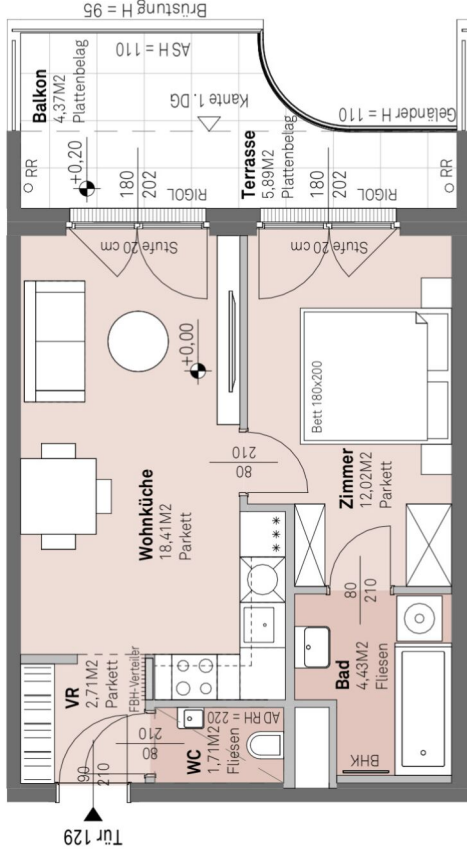 Brüstung H = 95
ASH = 110
Balkon
4,37M2
Plattenbelag
Kante 1. DG
Geländer H = 110
RR
+0,20
180
202
RIGOL
Terrasse
5,89M2
Plattenbelag
180
202
RIGOL
RR
Stufe 20 cm
Stufe 20 cm
+0,00
Bett 180x200
80
210
Wohnküche
18,41M2
Parkett
Zimmer
12,02M2
Parkett
80
210
VR
2,71M2
Parkett
FBH-Verteiler
Bad
4,43M2
Fliesen
BHK
WC
1,71M2
Fliesen
ADRH = 220
80
210
90
210
Tür 129